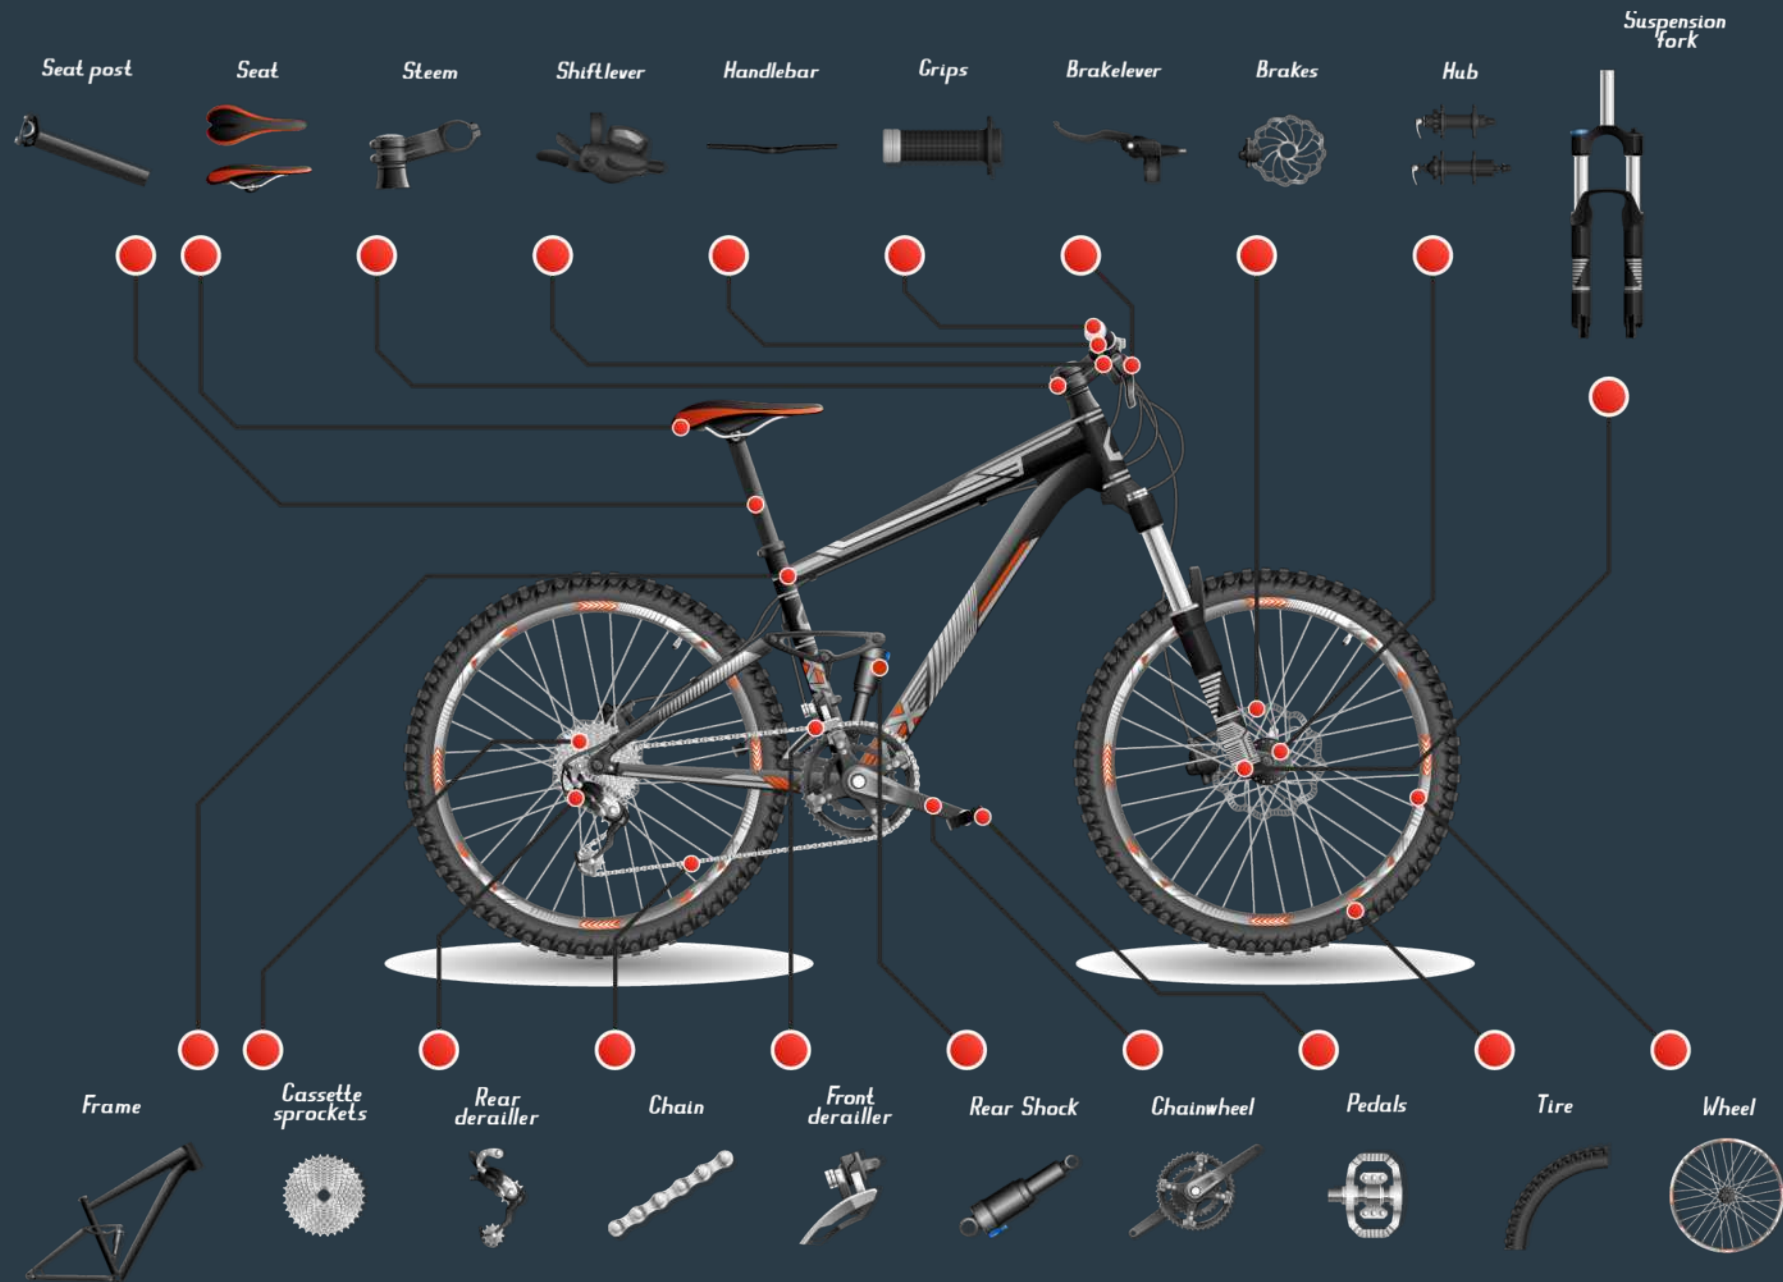 Suspension
fork
Seat post
Seat
Steem
Shiftlever
Handlebar
Grips
Brakelever
Brakes
Hub
Frame
Cassette
sprockets
Rear
derailler
Chain
Front
derailler
Rear Shock
Chainwheel
Pedals
Tire
Wheel